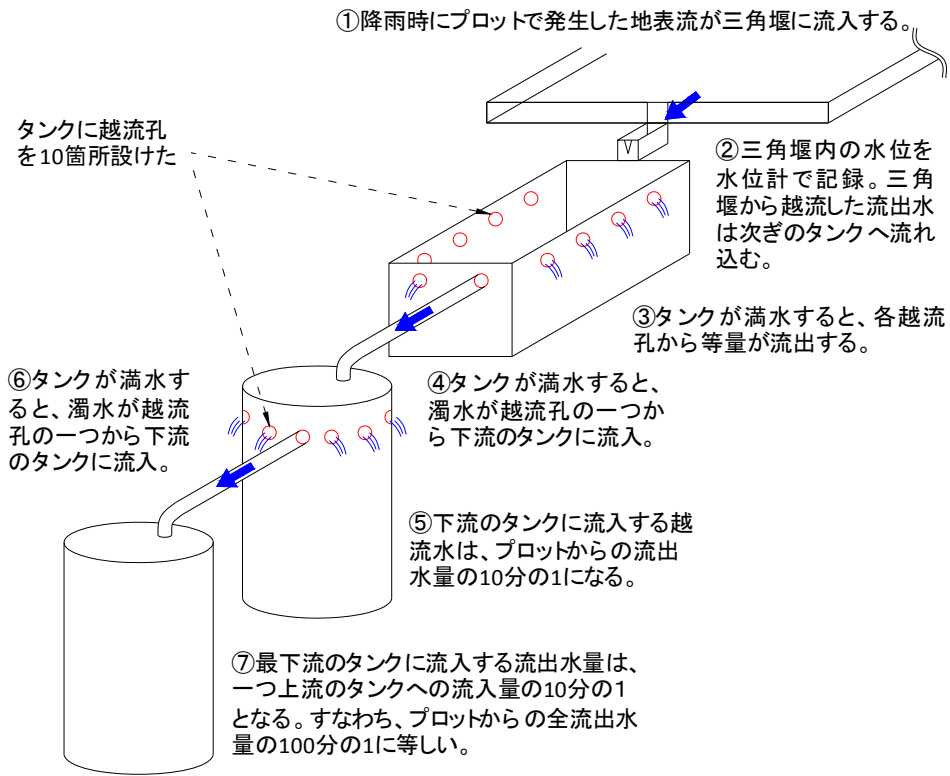 ①降雨時にプロットで発生した地表流が三角堰に流入する。
タンクに越流孔
を10箇所設けた
②三角堰内の水位を
水位計で記録。三角
堰から越流した流出水
は次ぎのタンクへ流れ
込む。
③タンクが満水すると、各越流
孔から等量が流出する。
④タンクが満水すると、
濁水が越流孔の一つか
ら下流のタンクに流入。
⑥タンクが満水す
ると、濁水が越流
孔の一つから下流
のタンクに流入。
⑤下流のタンクに流入する越
流水は、プロットからの流出
水量の10分の1になる。
⑦最下流のタンクに流入する流出水量は、
一つ上流のタンクへの流入量の10分の1
となる。すなわち、プロットからの全流出水
量の100分の1に等しい。